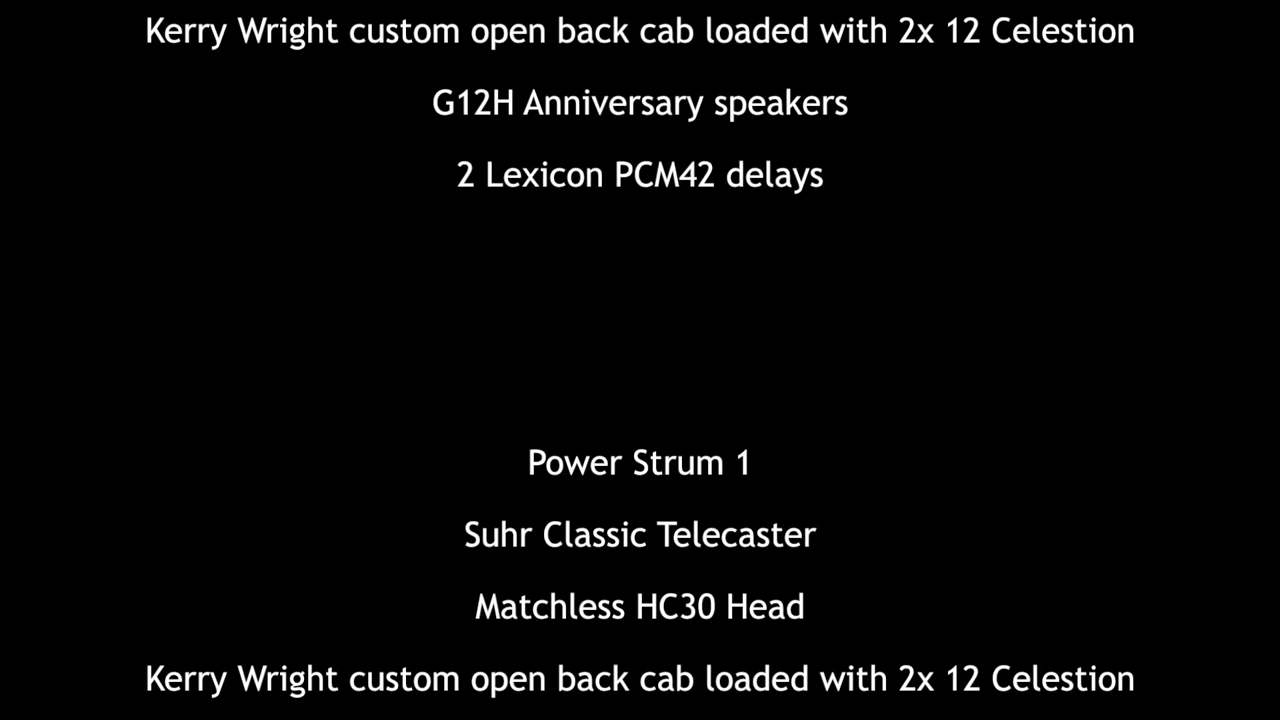 Kerry Wright custom open back cab loaded with 2x 12 Celestion
G12H Anniversary speakers
2 Lexicon PCM42 delays
Power Strum 1
Suhr Classic Telecaster
Matchless HC30 Head
Kerry Wright custom open back cab loaded with 2x 12 Celestion